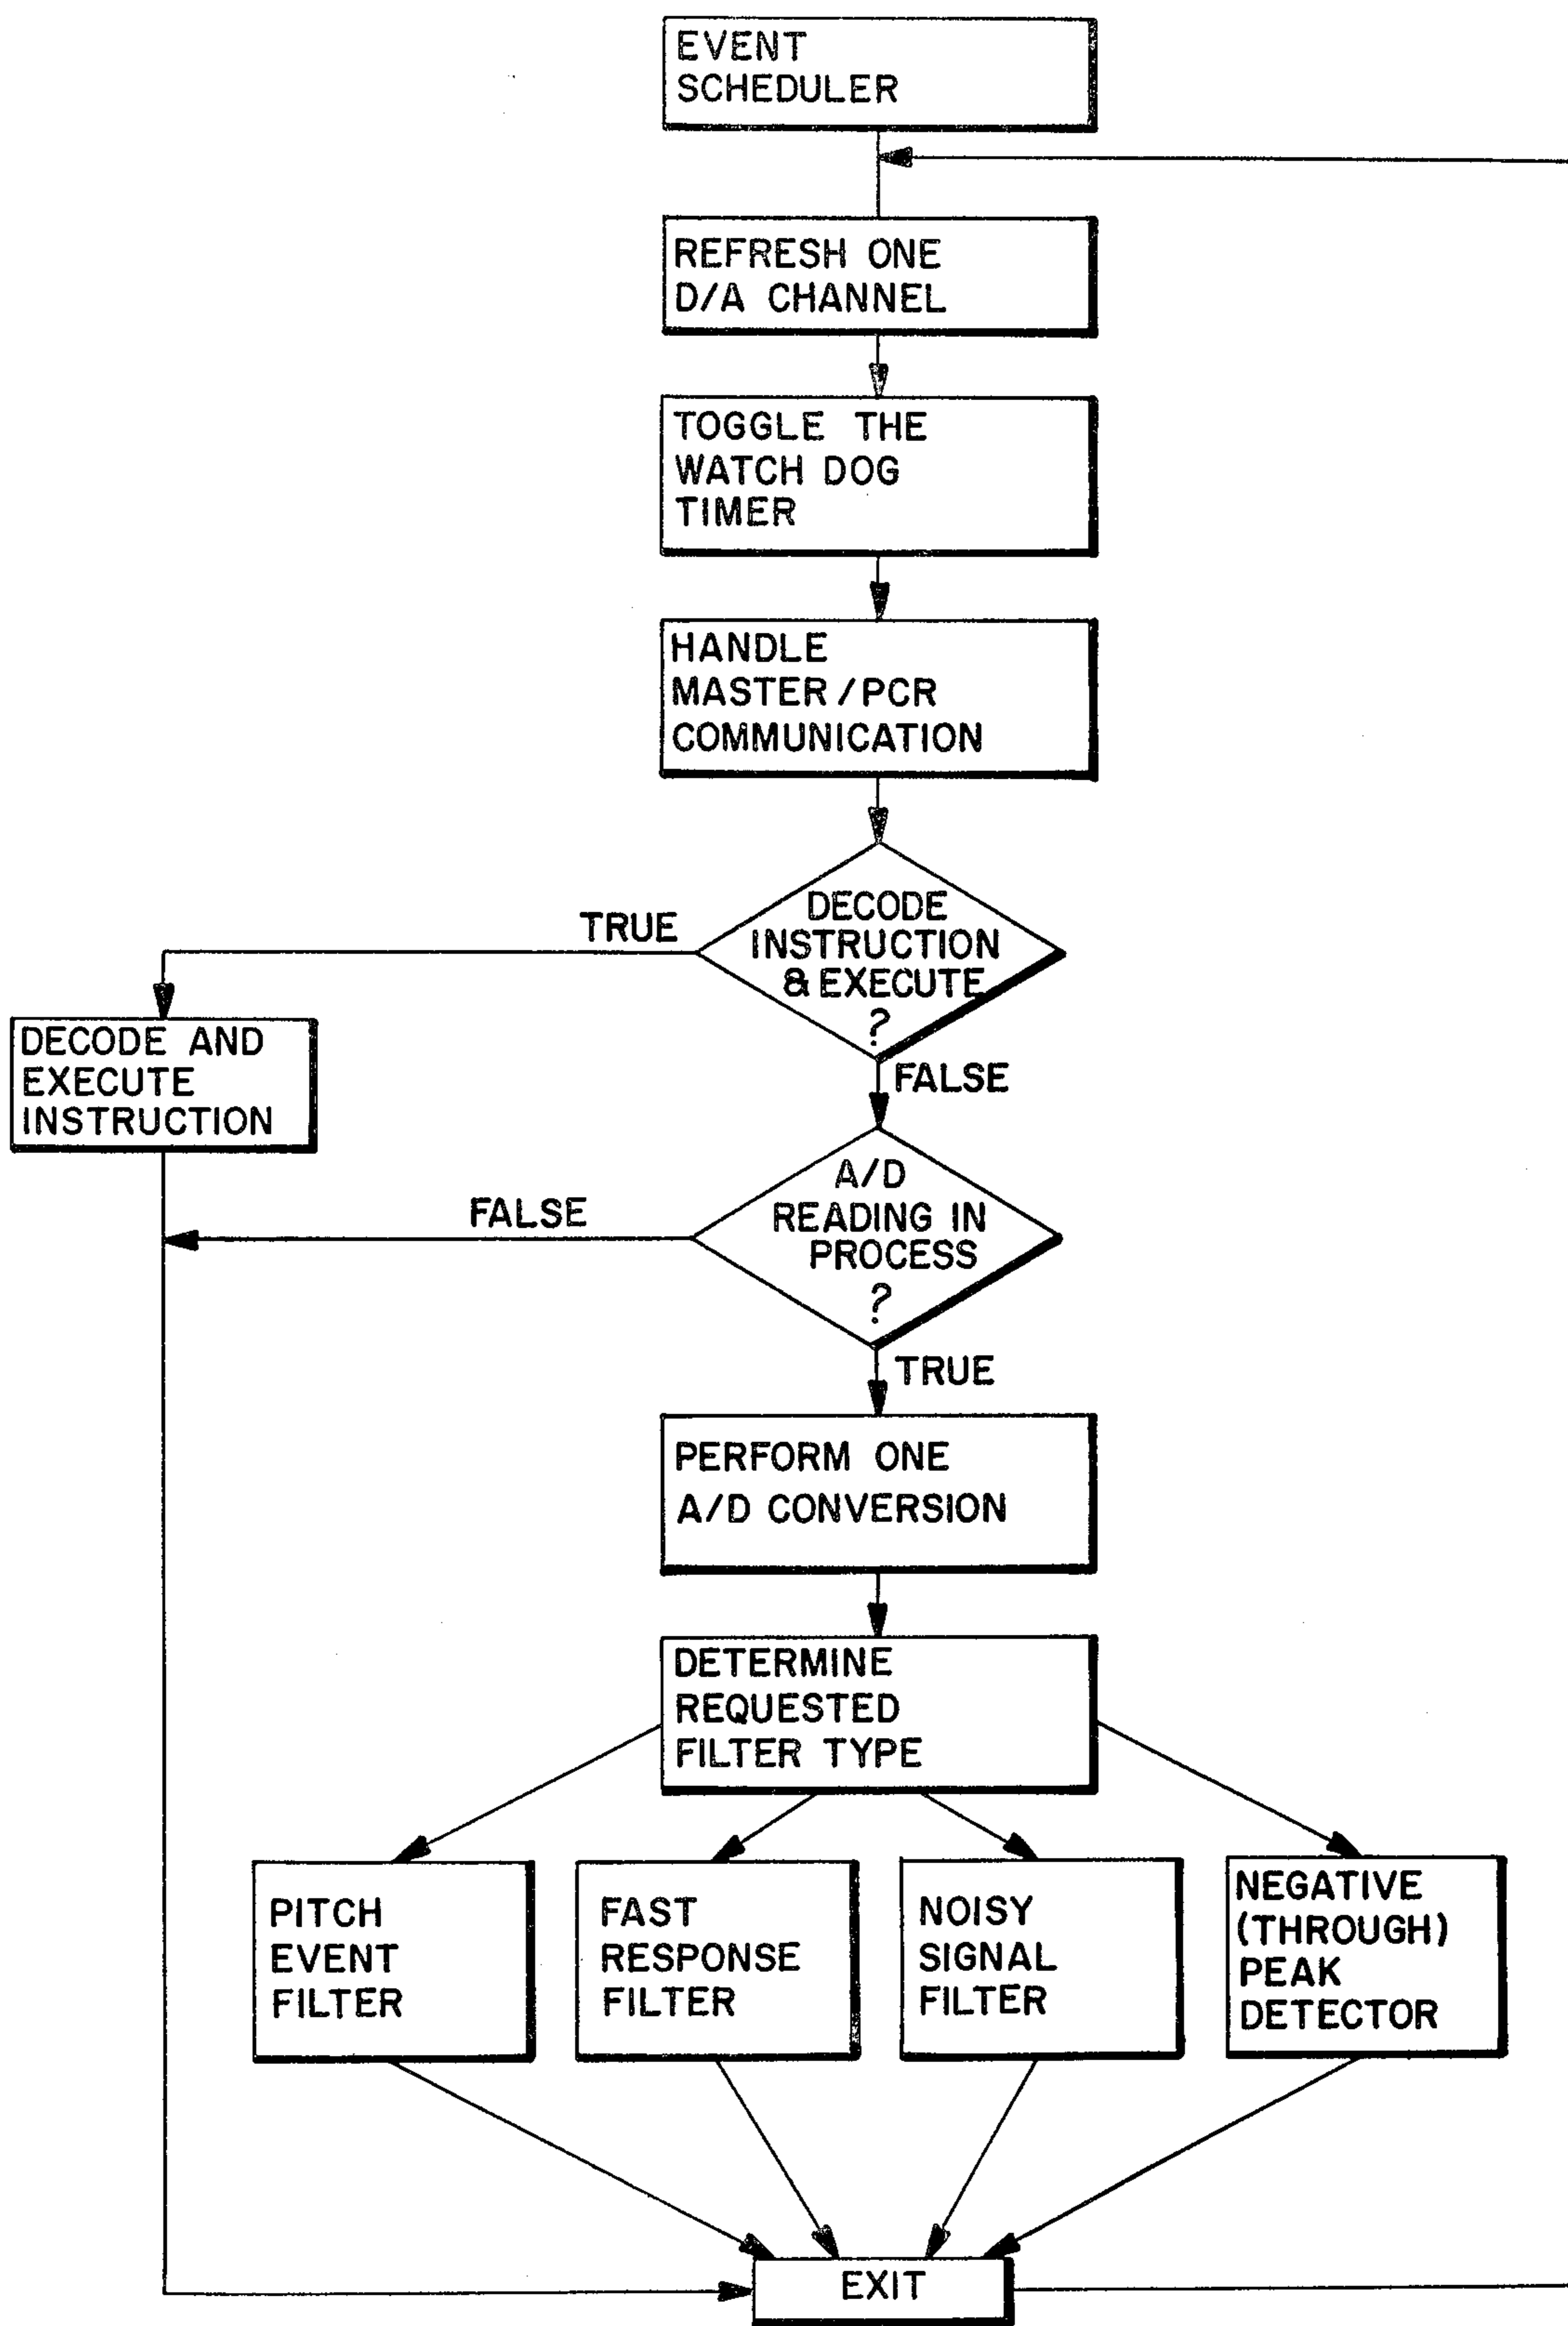 EVENT
SCHEDULER
REFRESH ONE
D/A CHANNEL
TOGGLE THE
WATCH DOG
TIMER
HANDLE
MASTER/PCR
COMMUNICATION
DECODE
INSTRUCTION
& EXECUTE
?
TRUE
FALSE
DECODE AND
EXECUTE
INSTRUCTION
A/D
READING IN
PROCESS
?
FALSE
TRUE
PERFORM ONE
A/D CONVERSION
DETERMINE
REQUESTED
FILTER TYPE
PITCH
EVENT
FILTER
FAST
RESPONSE
FILTER
NOISY
SIGNAL
FILTER
NEGATIVE
(THROUGH)
PEAK
DETECTOR
EXIT